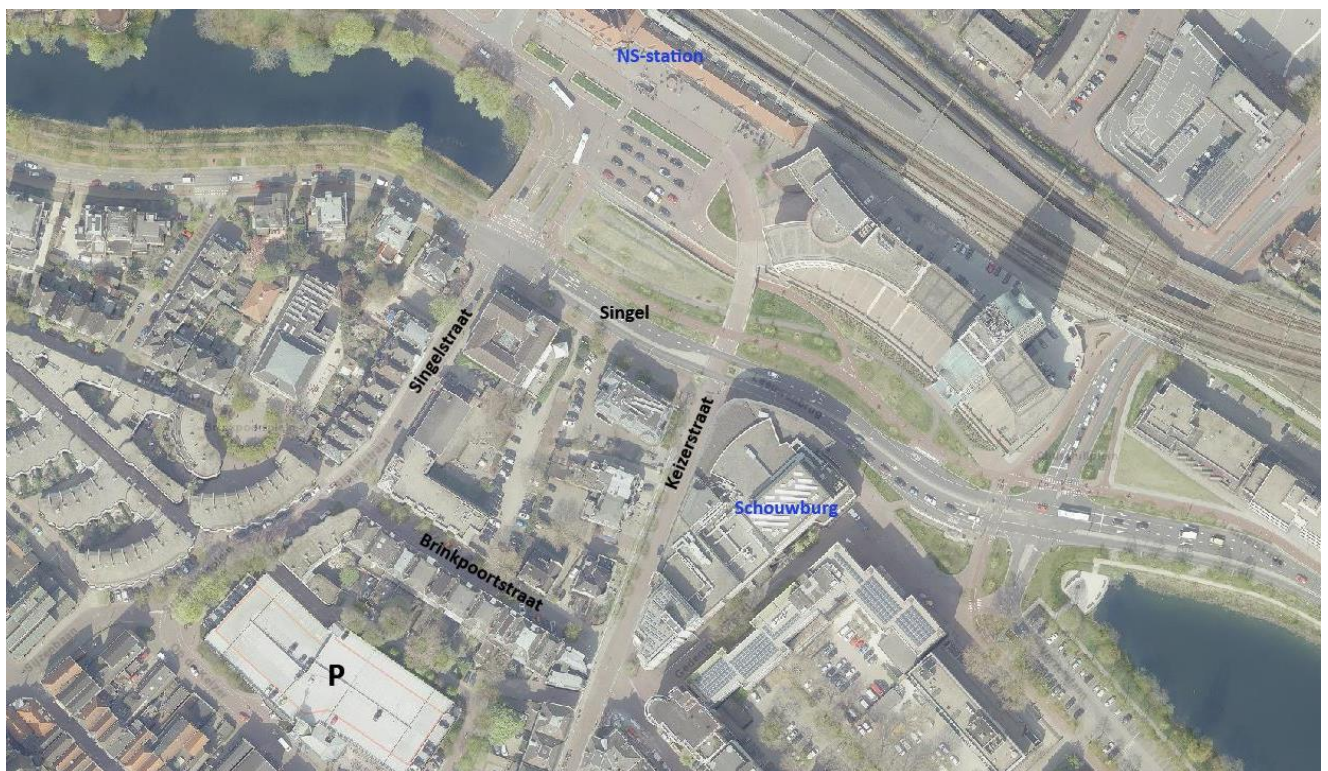 NS-station
Singel
Singelstraat
Keizerstraat
Schouwburg
Brinkpoortstraat
P